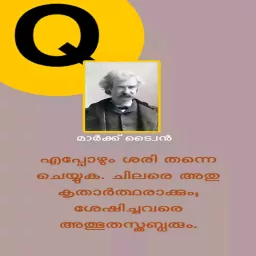 Q
മാർക്ക് ട്വൈൻ
എപ്പോഴും ശരി തന്നെ
ചെയ്യുക. ചിലരെ അതു
കൃതാർത്ഥരാക്കും;
ശേഷിച്ചവരെ
അത്ഭുതസ്തബ്ധരും.